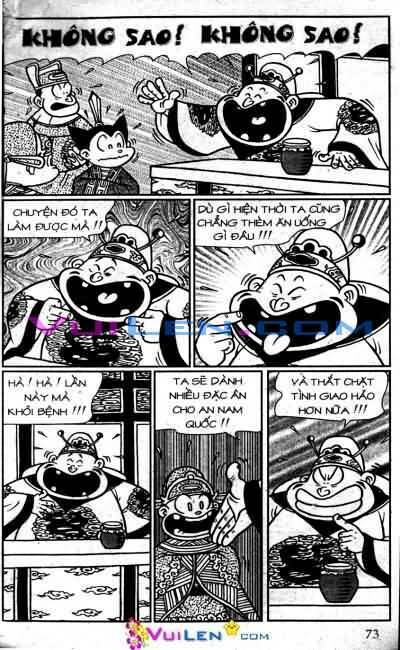 KHÔNG SAO! KHÔNG SAO!
CHUYỆN ĐÓ TA
LÀM ĐƯỢC MÀ !!
DÙ GÌ HIỆN THỜI TA CŨNG
CHẲNG THÈM ĂN UỐNG
GÌ ĐÂU !!!
VUILEN.COM
HÀ ! HÀ ! LẦN
NÀY MÀ
KHỎI BỆNH !!!
TA SẼ DÀNH
NHIỀU ĐẶC ÂN
CHO AN NAM
QUỐC !!
VÀ THẮT CHẶT
TÌNH GIAO HẢO
HƠN NỮA !!!
73
VUILEN.COM